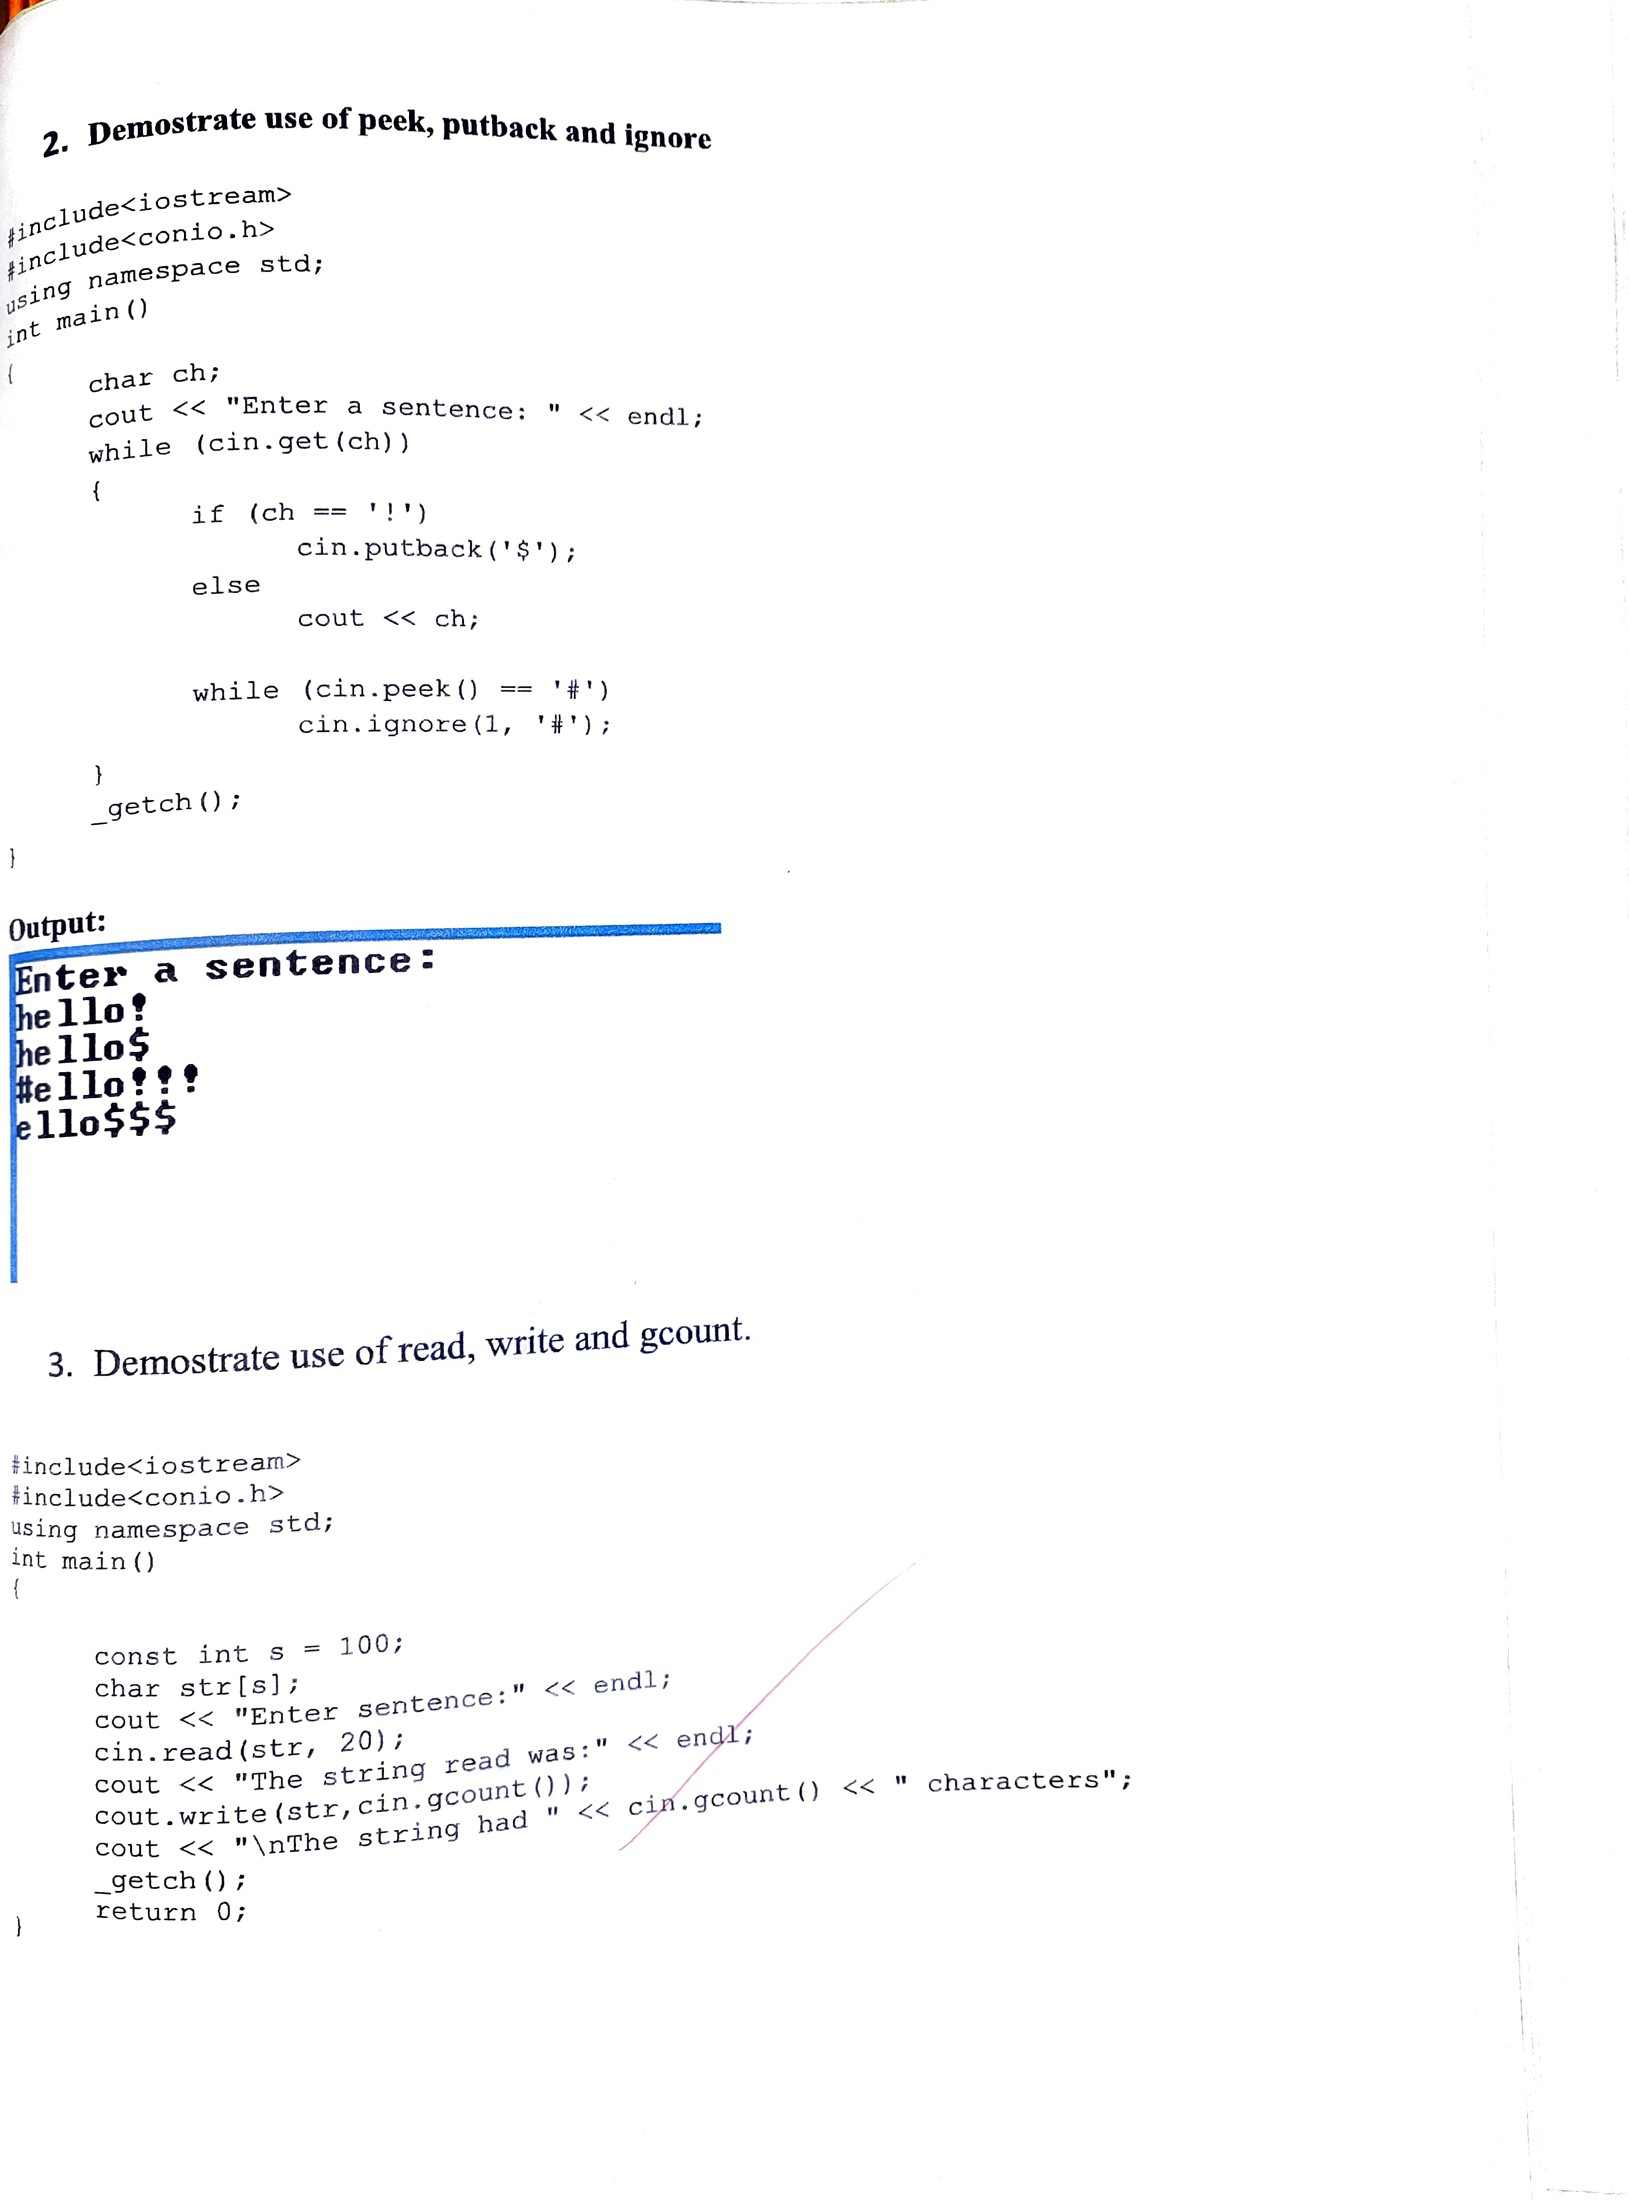 2. Demostrate use of peek, putback and ignore
#include<iostream>
#include<conio.h>
using namespace std;
int main()
{
char ch;
cout << "Enter a sentence: " << endl;
while (cin.get(ch))
{
if (ch == '!')
cin.putback('$');
else
cout << ch;
while (cin.peek() == '#')
cin.ignore(1, '#');
}
_getch();
}
Output:
Enter a sentence:
hello!
hello$
#ello!!!
ello$$$
3. Demostrate use of read, write and gcount.
#include<iostream>
#include<conio.h>
using namespace std;
int main()
{
const int s = 100;
char str[s];
cout << "Enter sentence:" << endl;
cin.read(str, 20);
cout << "The string read was:" << endl;
cout.write(str,cin.gcount());
cout << "\nThe string had " << cin.gcount() << " characters";
_getch();
return 0;
}